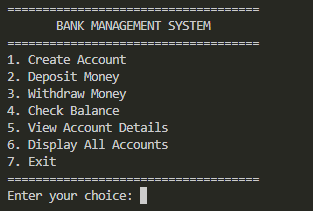 ====================================
BANK MANAGEMENT SYSTEM
====================================
1. Create Account
2. Deposit Money
3. Withdraw Money
4. Check Balance
5. View Account Details
6. Display All Accounts
7. Exit
====================================
Enter your choice: